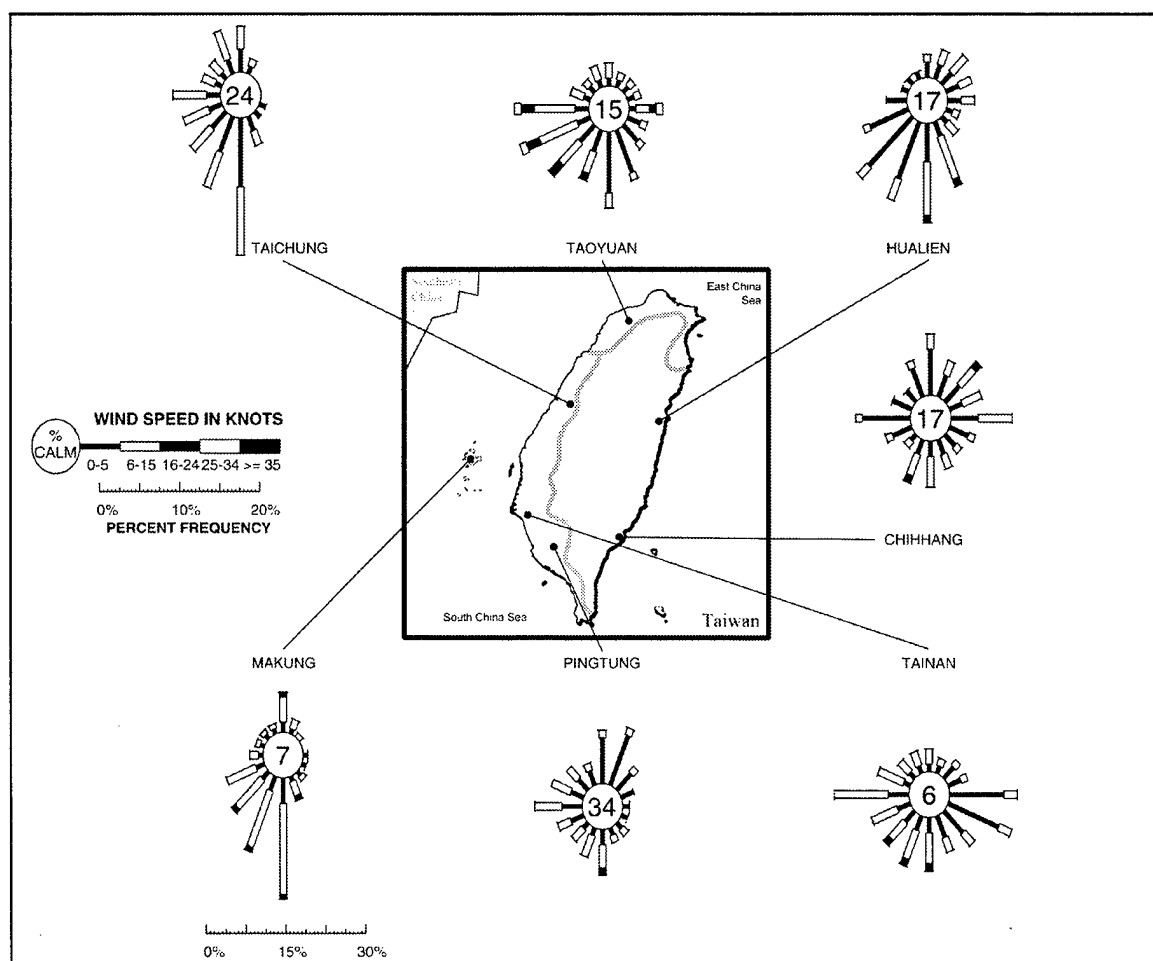 24
15
17
TAICHUNG
TAOYUAN
HUALIEN
Southern
China
East China
Sea
WIND SPEED IN KNOTS
%
CALM
0-5 6-15 16-24 25-34 >= 35
0% 10% 20%
PERCENT FREQUENCY
17
CHIHHANG
South China Sea
Taiwan
MAKUNG
PINGTUNG
TAINAN
7
34
6
0% 15% 30%